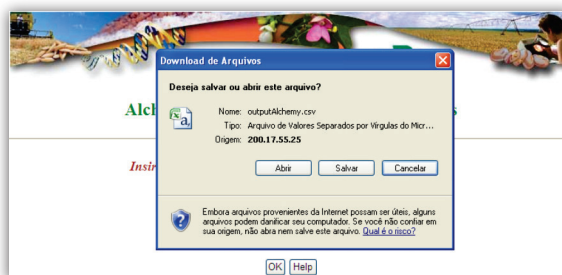 Download de Arquivos
Deseja salvar ou abrir este arquivo?
Alch
Nome: outputAlchemy.csv
Tipo: Arquivo de Valores Separados por Vírgulas do Micr...
Origem: 200.17.55.25
Insir
Abrir Salvar Cancelar
Embora arquivos provenientes da Internet possam ser úteis, alguns
arquivos podem danificar seu computador. Se você não confiar em
sua origem, não abra nem salve este arquivo. Qual é o risco?
OK Help